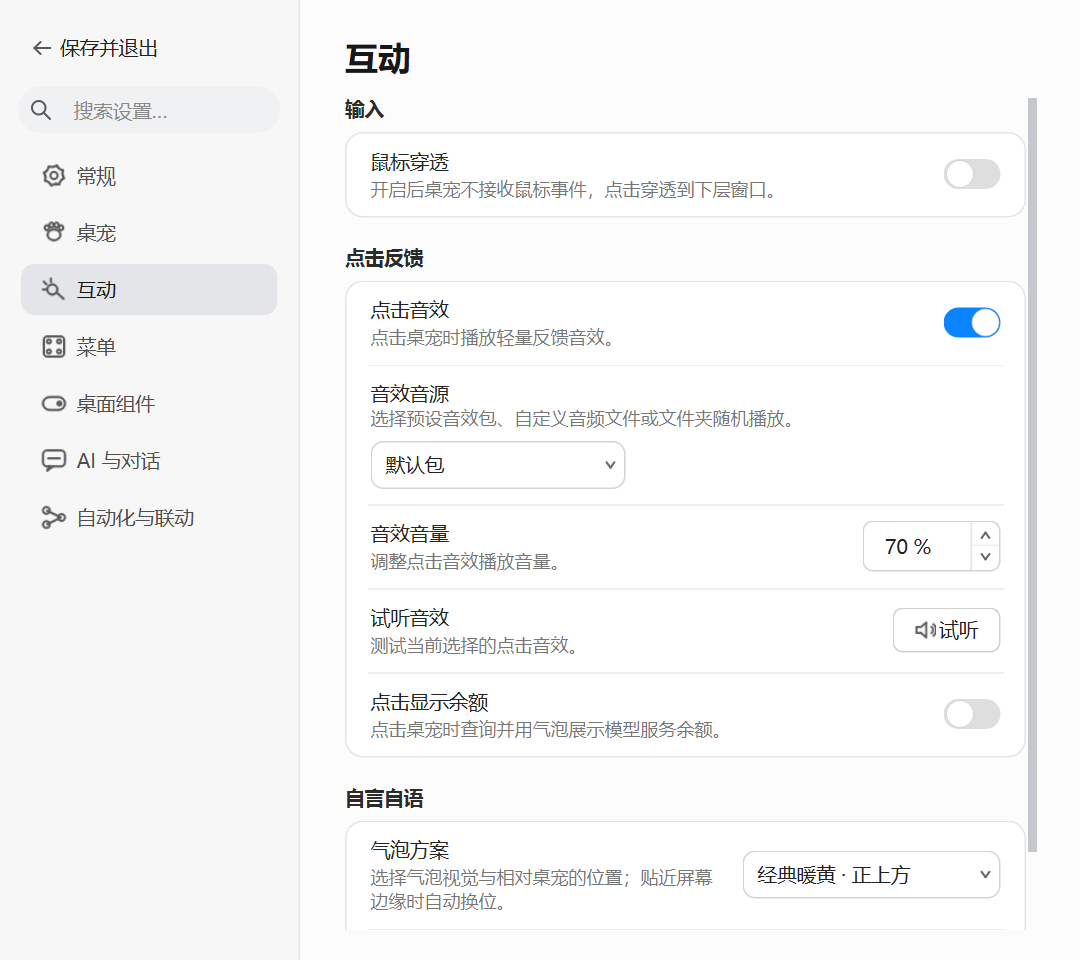 保存并退出
搜索设置...
常规
桌宠
互动
菜单
桌面组件
AI 与对话
自动化与联动
互动
输入
鼠标穿透
开启后桌宠不接收鼠标事件，点击穿透到下层窗口。
点击反馈
点击音效
点击桌宠时播放轻量反馈音效。
音效音源
选择预设音效包、自定义音频文件或文件夹随机播放。
默认包
音效音量
调整点击音效播放音量。
70 %
试听音效
测试当前选择的点击音效。
试听
点击显示余额
点击桌宠时查询并用气泡展示模型服务余额。
自言自语
气泡方案
选择气泡视觉与相对桌宠的位置；贴近屏幕
边缘时自动换位。
经典暖黄 · 正上方